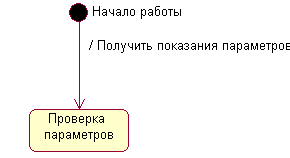 Начало работы
/ Получить показания параметров
Проверка
параметров